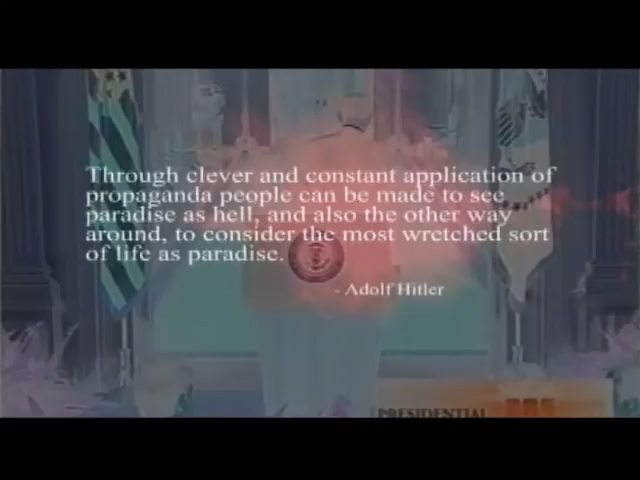 Through clever and constant application of
propaganda people can be made to see
paradise as hell, and also the other way
around, to consider the most wretched sort
of life as paradise.
- Adolf Hitler
PRESIDENTIAL